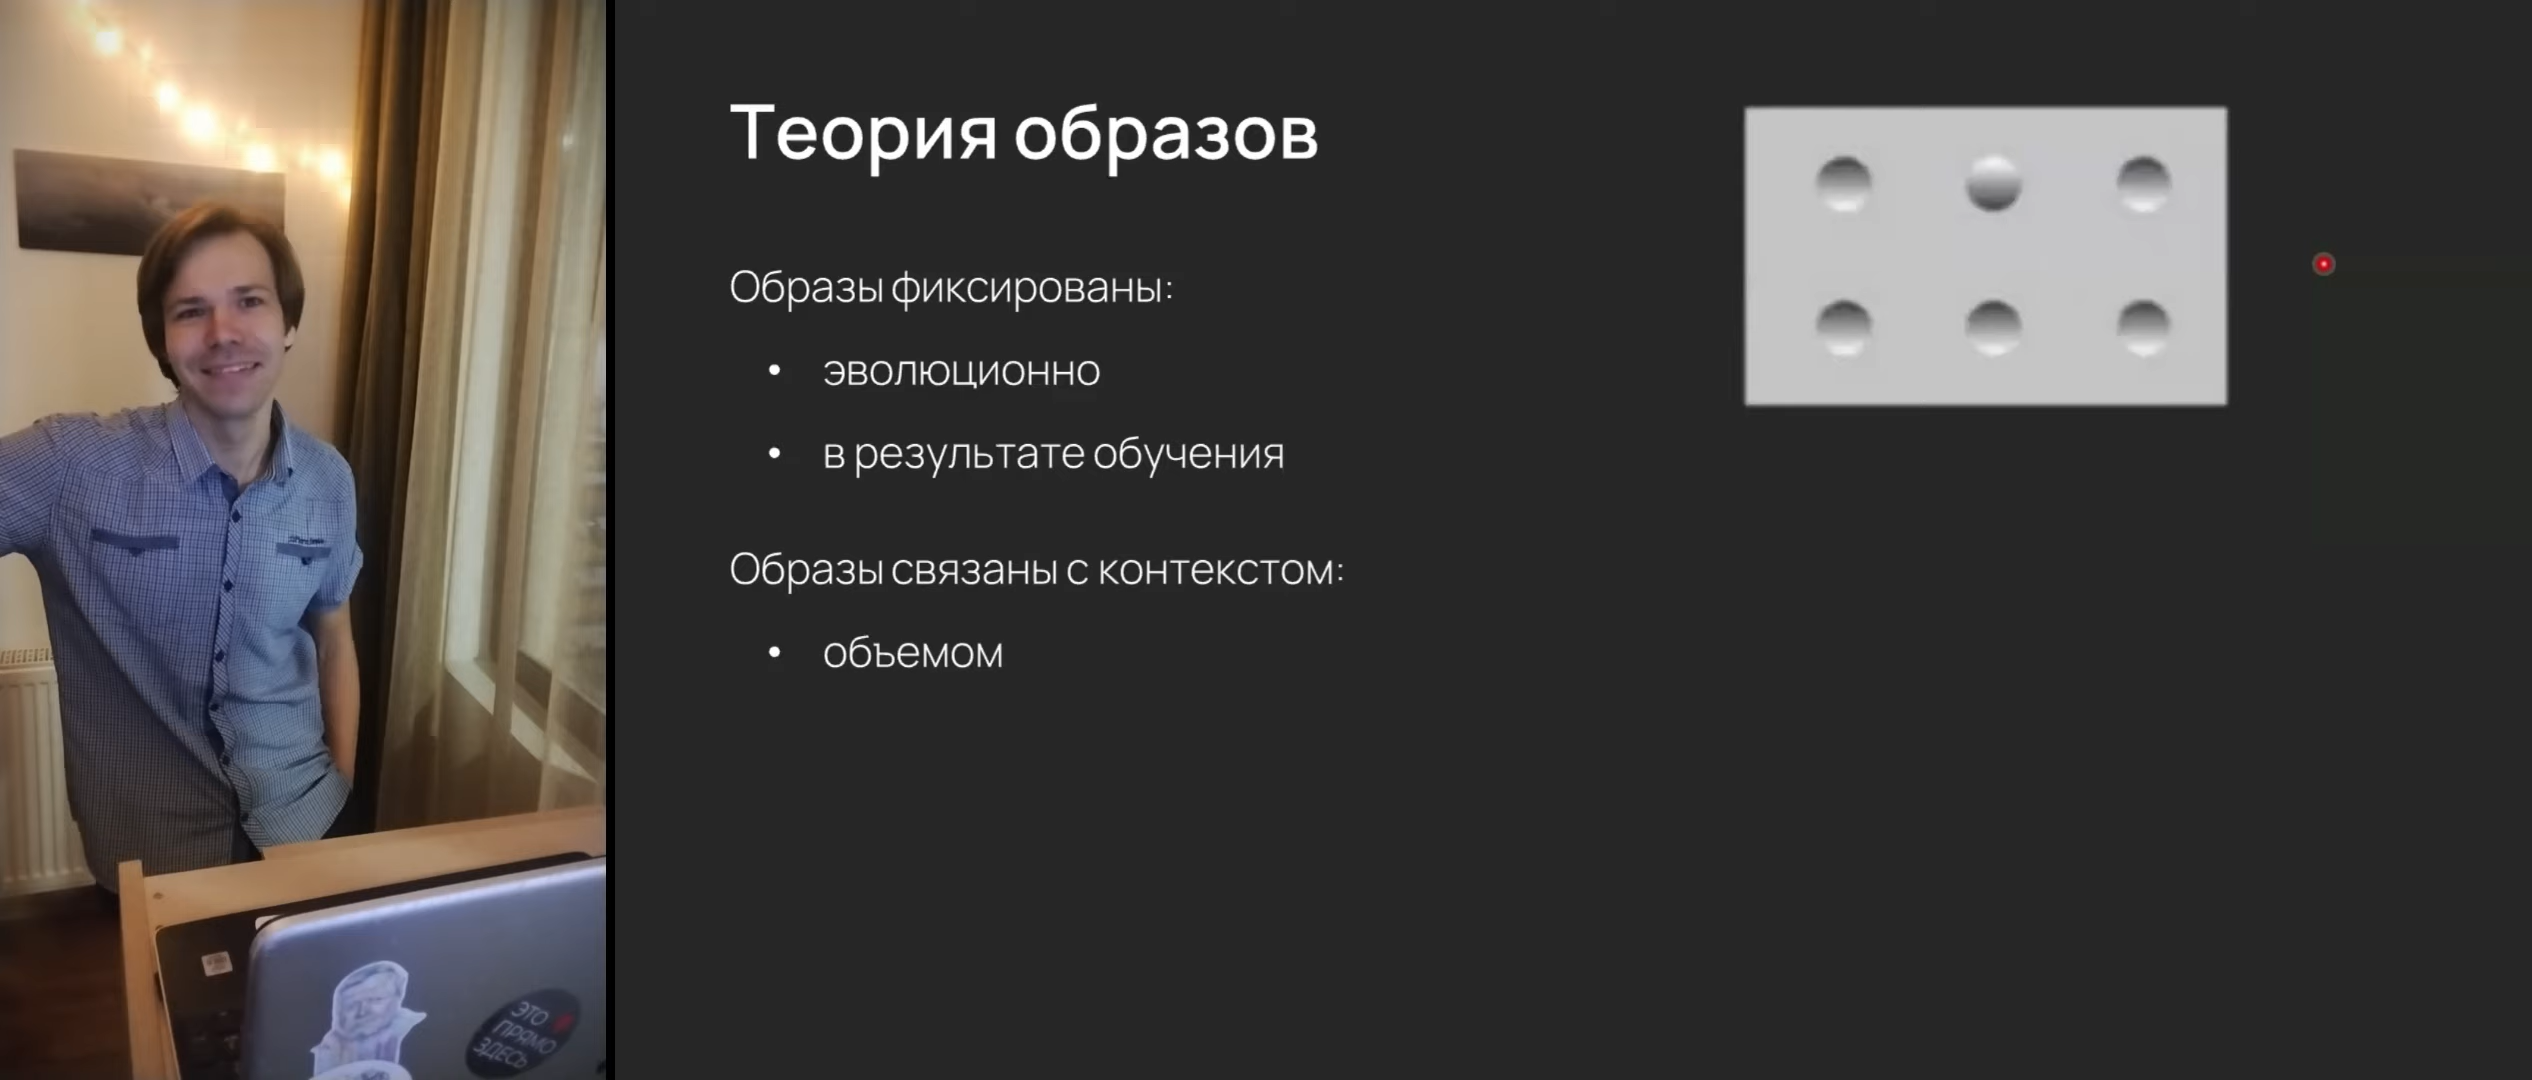 Теория образов
Образы фиксированы:
• эволюционно
• в результате обучения
Образы связаны с контекстом:
• объемом
ЭТО
ПРЯМО
ЗДЕСЬ